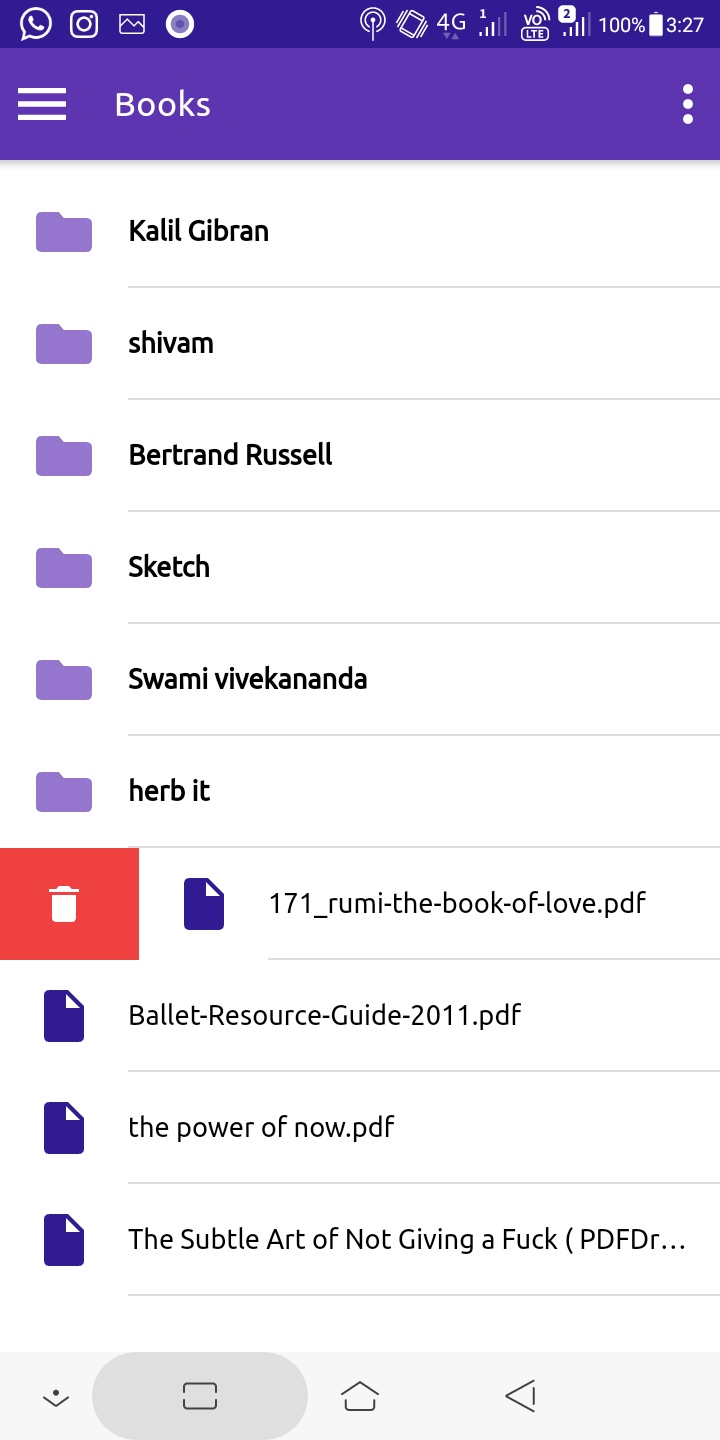 4G 1 VO LTE 2 100% 3:27
Books
Kalil Gibran
shivam
Bertrand Russell
Sketch
Swami vivekananda
herb it
171_rumi-the-book-of-love.pdf
Ballet-Resource-Guide-2011.pdf
the power of now.pdf
The Subtle Art of Not Giving a Fuck ( PDFDr...